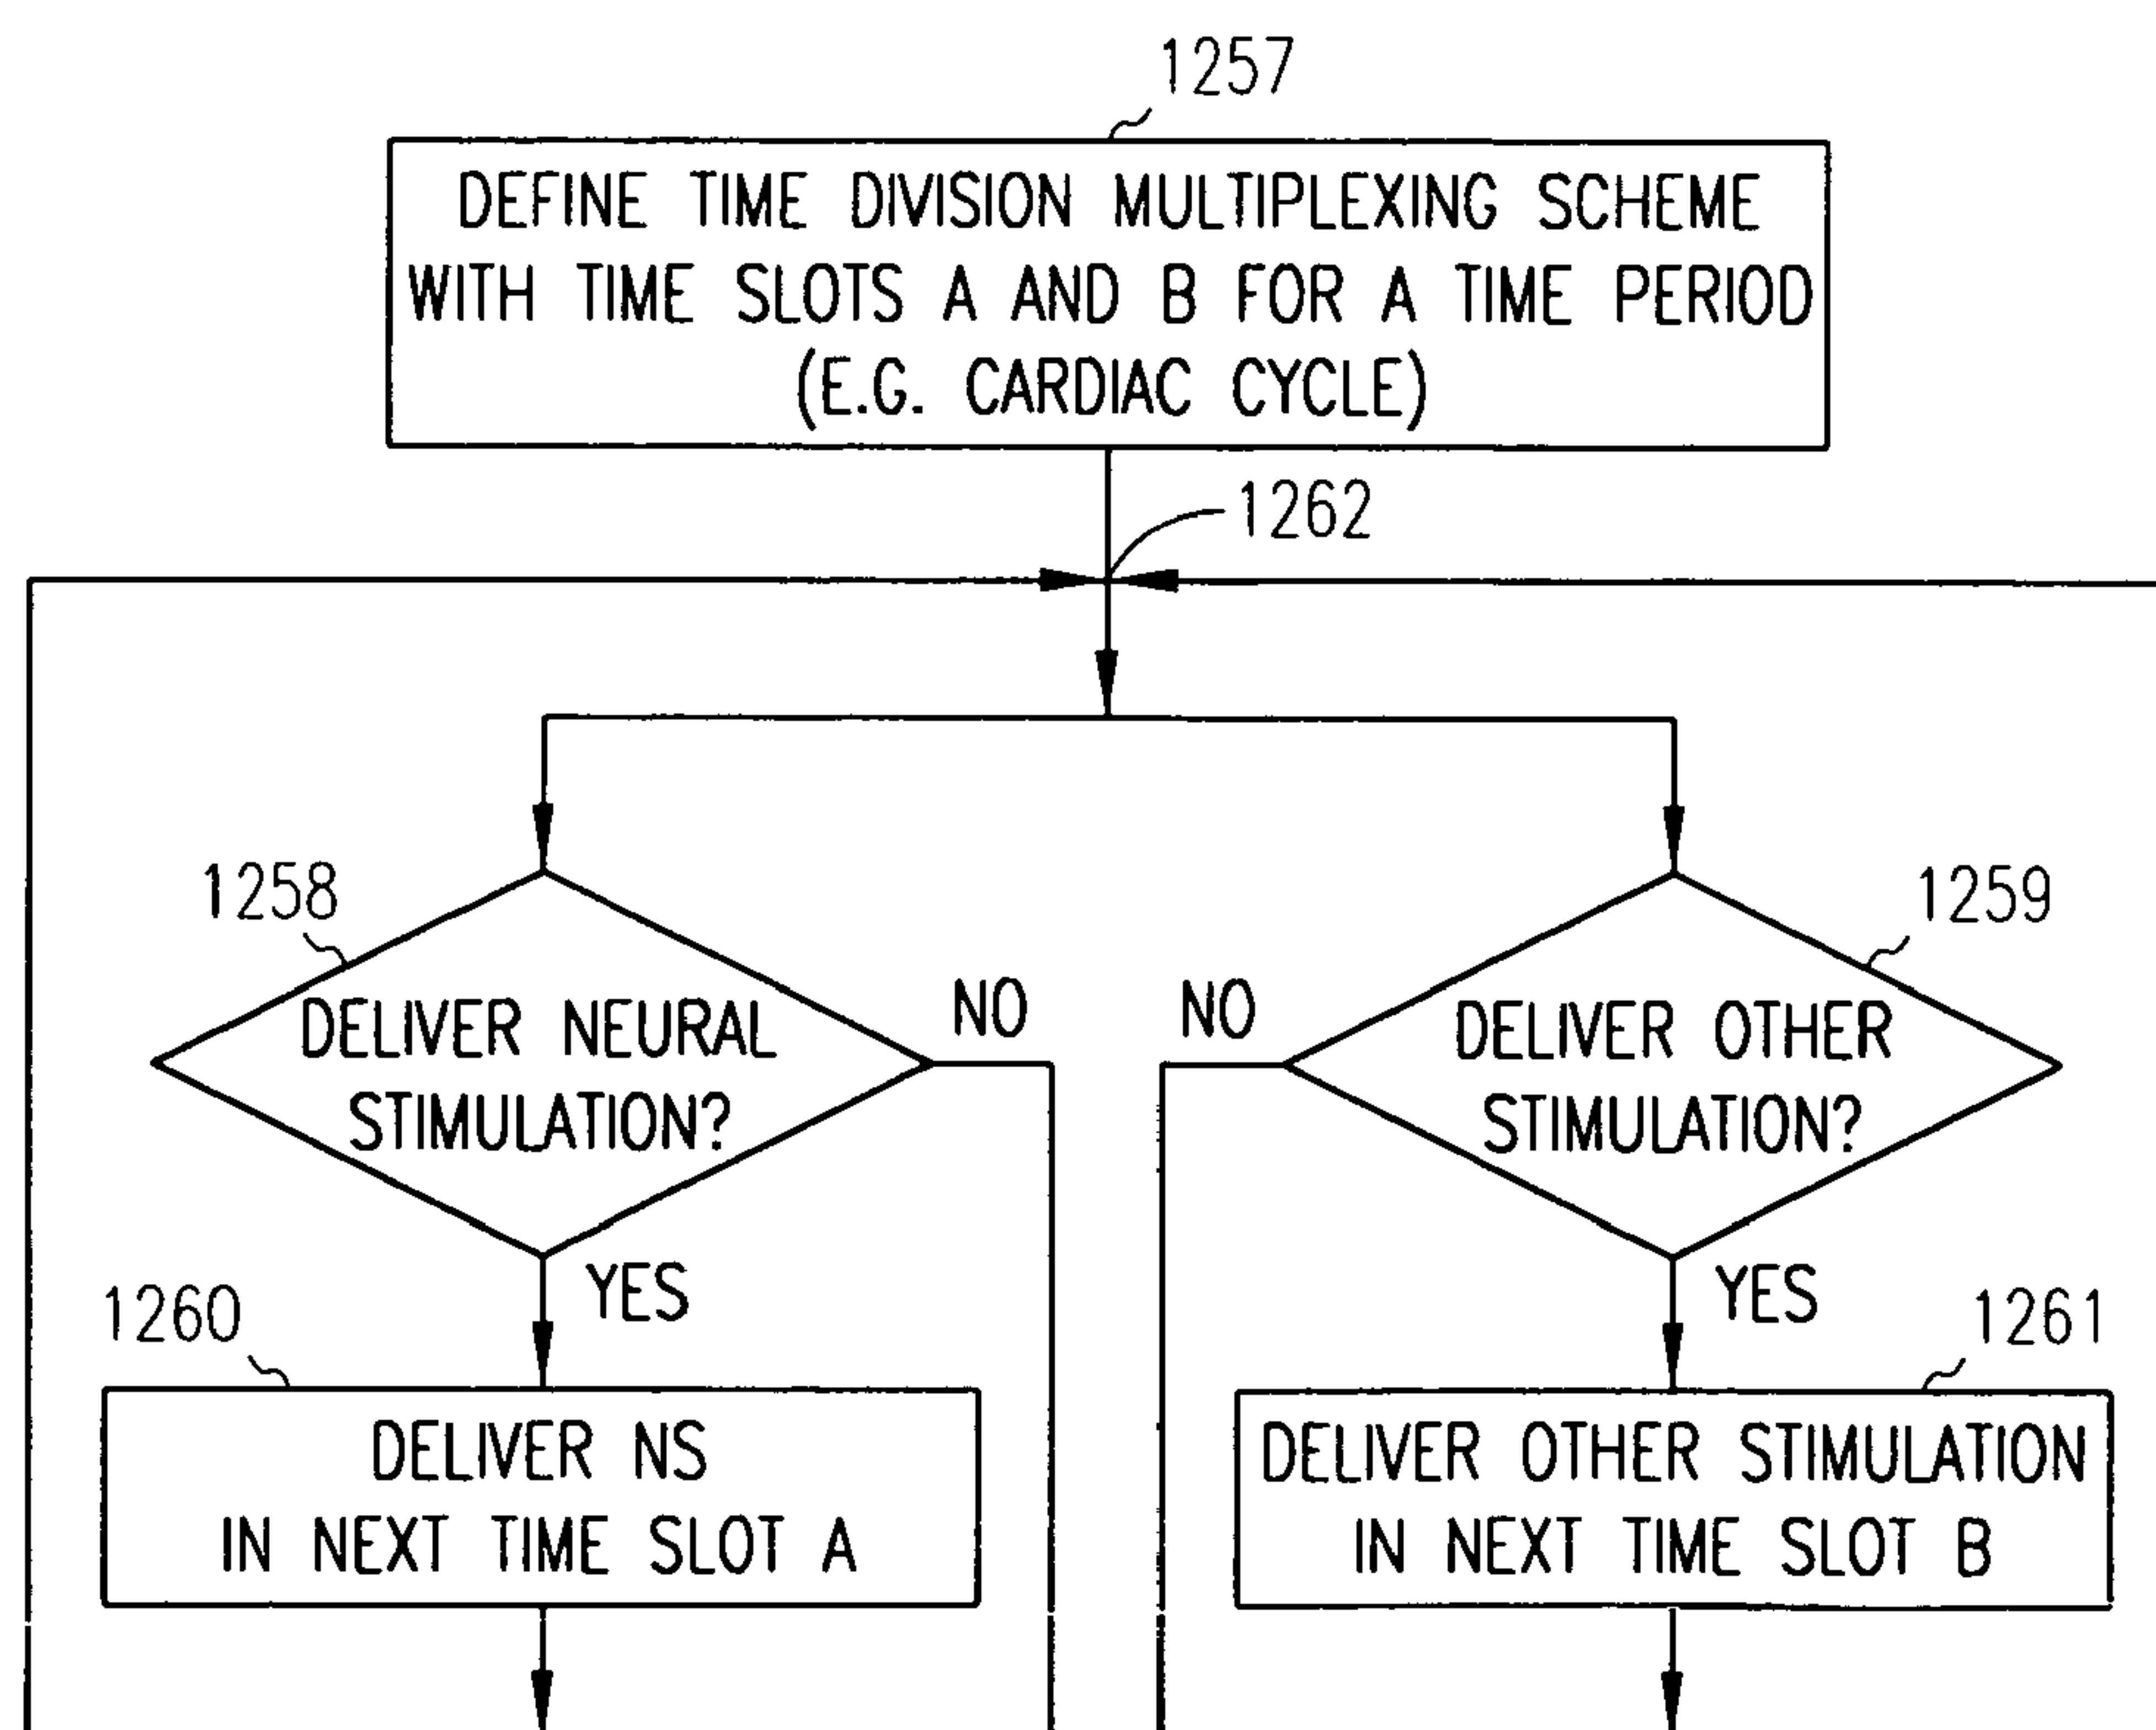 1257
DEFINE TIME DIVISION MULTIPLEXING SCHEME
WITH TIME SLOTS A AND B FOR A TIME PERIOD
(E.G. CARDIAC CYCLE)
1262
1258
DELIVER NEURAL
STIMULATION?
NO
YES
NO
1259
DELIVER OTHER
STIMULATION?
YES
1260
DELIVER NS
IN NEXT TIME SLOT A
1261
DELIVER OTHER STIMULATION
IN NEXT TIME SLOT B